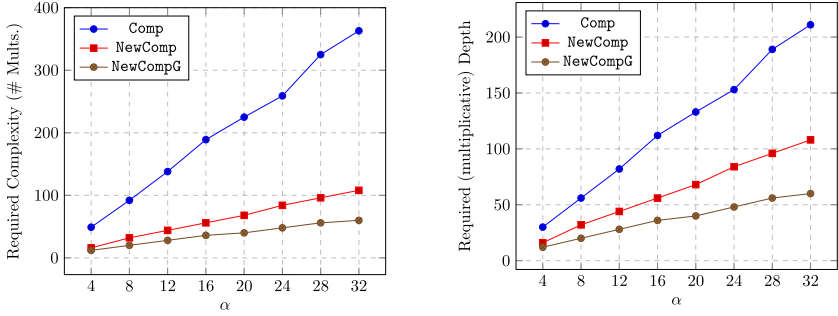 Required Complexity (# Mults.)
400
300
200
100
0
Comp
NewComp
NewCompG
4 8 12 16 20 24 28 32
α
Required (multiplicative) Depth
200
150
100
50
0
Comp
NewComp
NewCompG
4 8 12 16 20 24 28 32
α